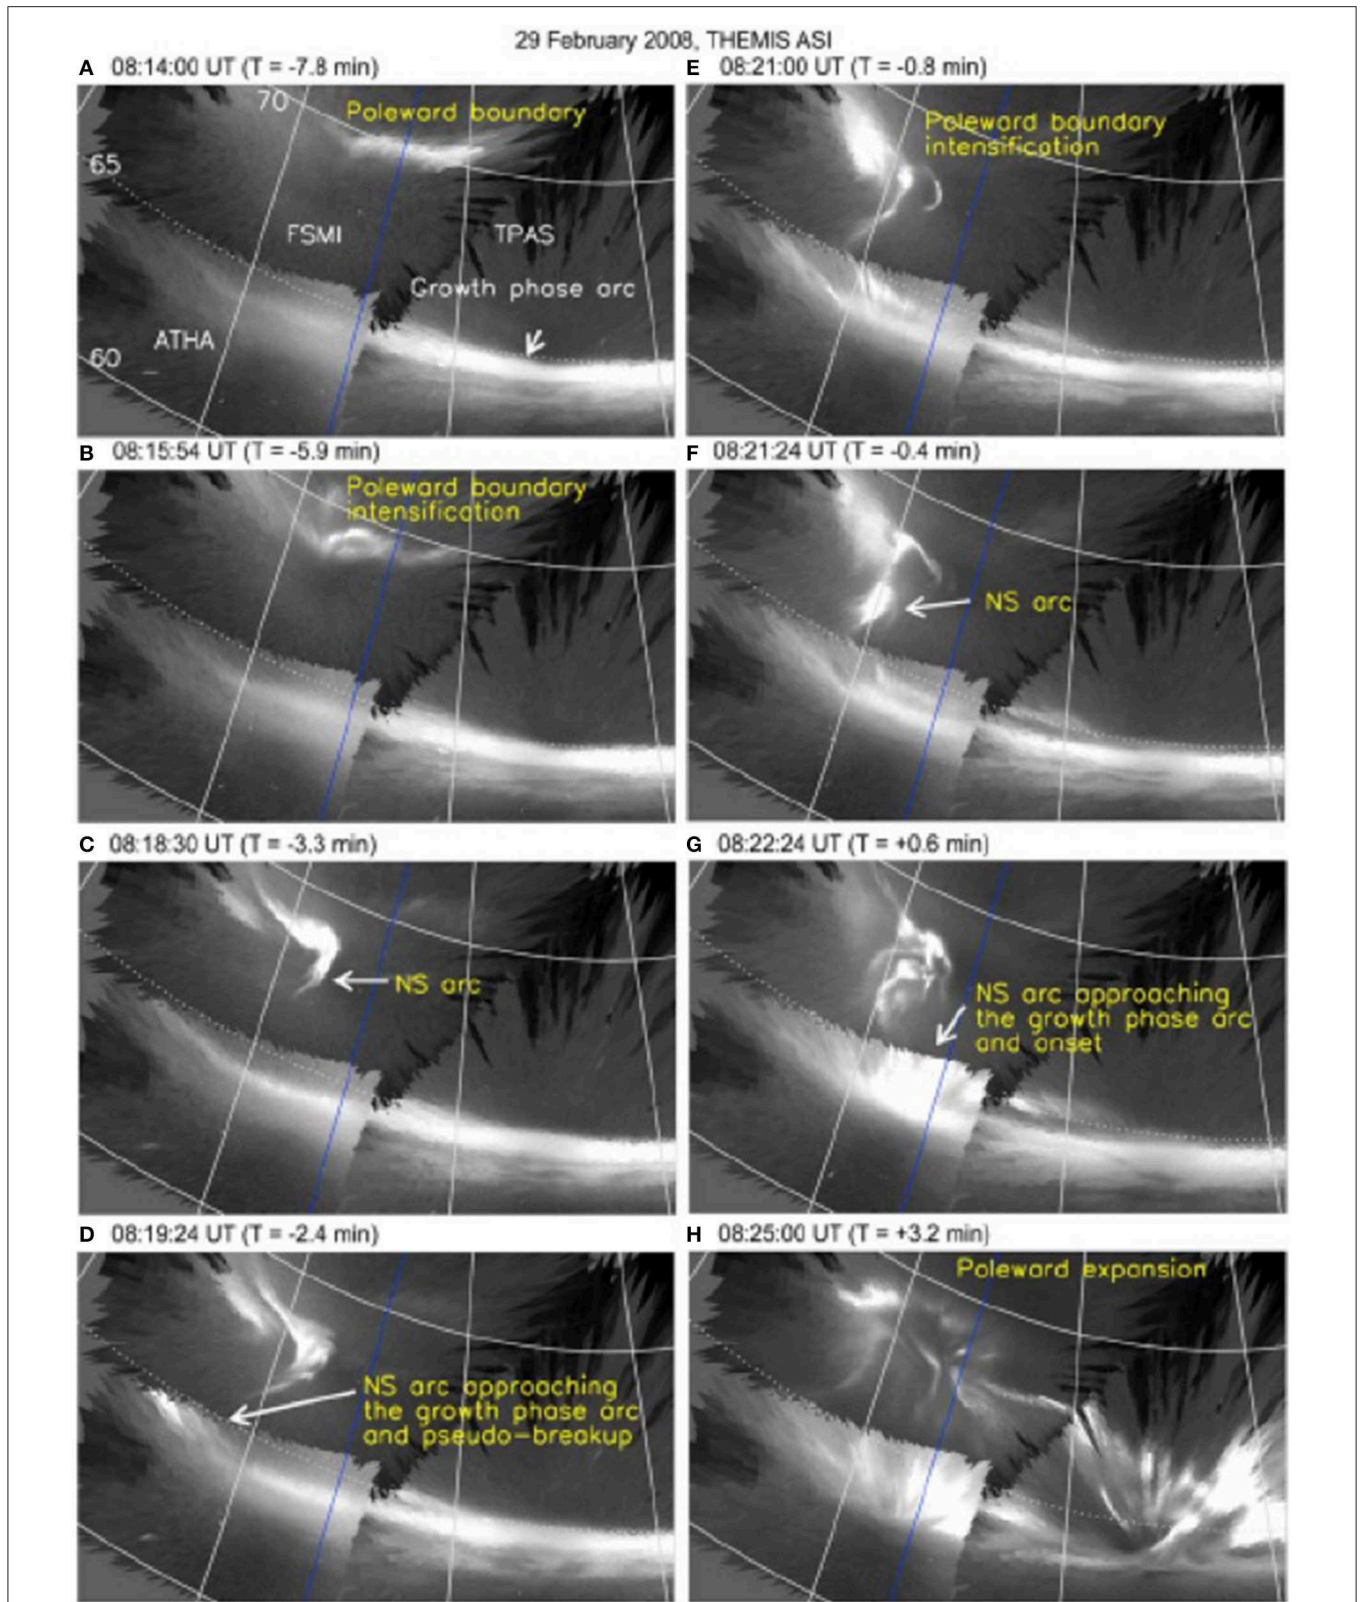 29 February 2008, THEMIS ASI
A 08:14:00 UT (T = -7.8 min)
70
Poleward boundary
65
FSMI
TPAS
Growth phase arc
ATHA
60
B 08:15:54 UT (T = -5.9 min)
Poleward boundary
intensification
C 08:18:30 UT (T = -3.3 min)
NS arc
D 08:19:24 UT (T = -2.4 min)
NS arc approaching
the growth phase arc
and pseudo-breakup
E 08:21:00 UT (T = -0.8 min)
Poleward boundary
intensification
F 08:21:24 UT (T = -0.4 min)
NS arc
G 08:22:24 UT (T = +0.6 min)
NS arc approaching
the growth phase arc
and onset
H 08:25:00 UT (T = +3.2 min)
Poleward expansion